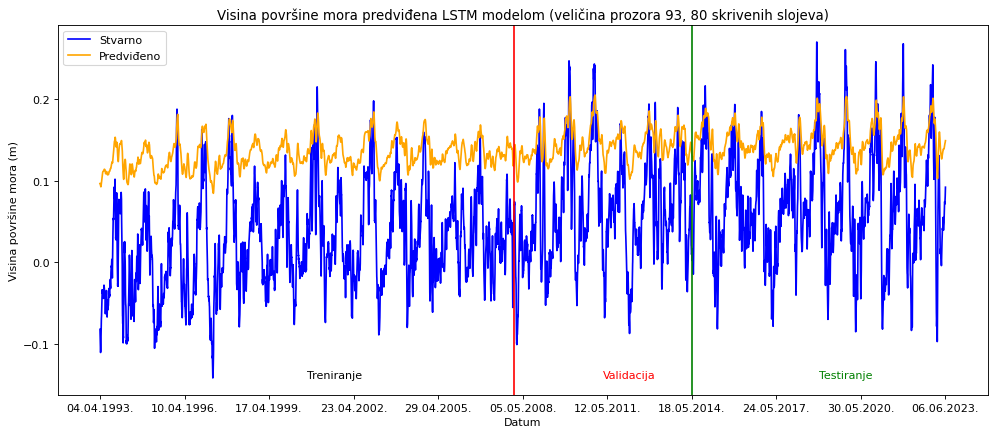 Visina površine mora predviđena LSTM modelom (veličina prozora 93, 80 skrivenih slojeva)
Stvarno
Predviđeno
Visina površine mora (m)
0.2
0.1
0.0
−0.1
Treniranje
Validacija
Testiranje
04.04.1993. 10.04.1996. 17.04.1999. 23.04.2002. 29.04.2005. 05.05.2008. 12.05.2011. 18.05.2014. 24.05.2017. 30.05.2020. 06.06.2023.
Datum